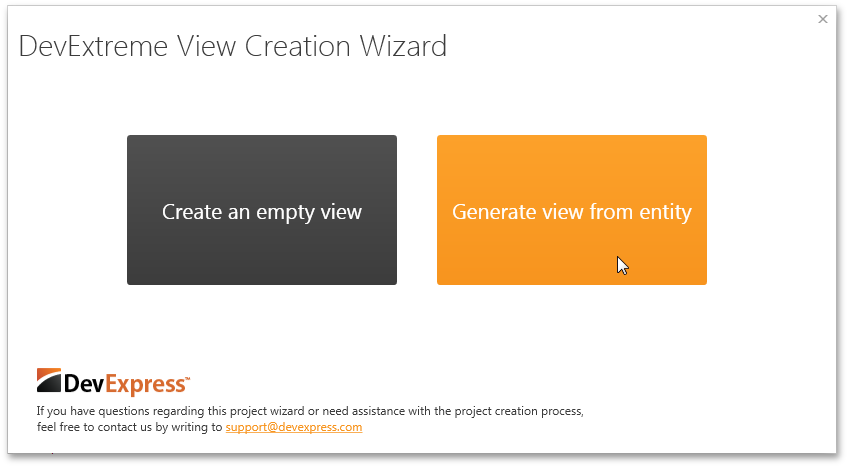 DevExtreme View Creation Wizard
Create an empty view
Generate view from entity
DevExpress™
If you have questions regarding this project wizard or need assistance with the project creation process,
feel free to contact us by writing to support@devexpress.com